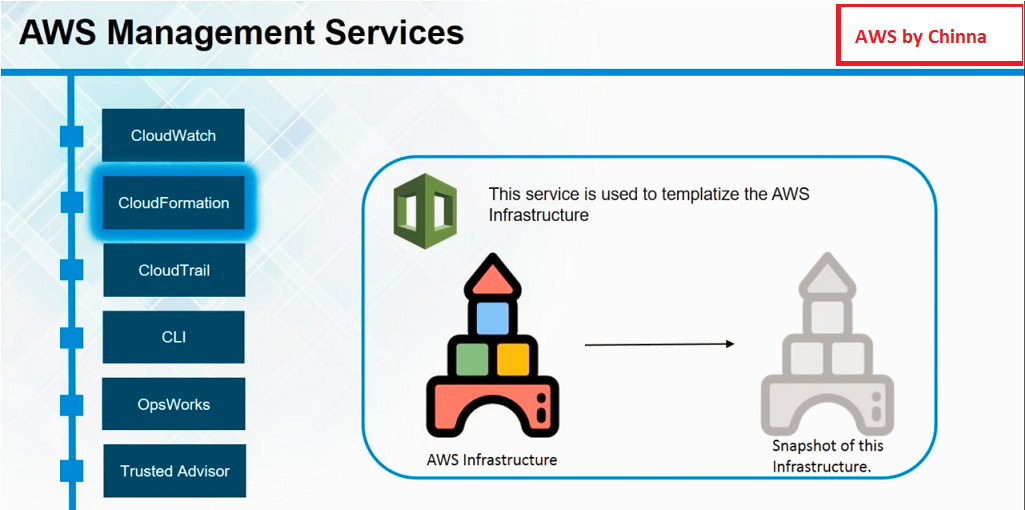 AWS Management Services
AWS by Chinna
CloudWatch
CloudFormation
CloudTrail
CLI
OpsWorks
Trusted Advisor
This service is used to templatize the AWS
Infrastructure
AWS Infrastructure
Snapshot of this
Infrastructure.